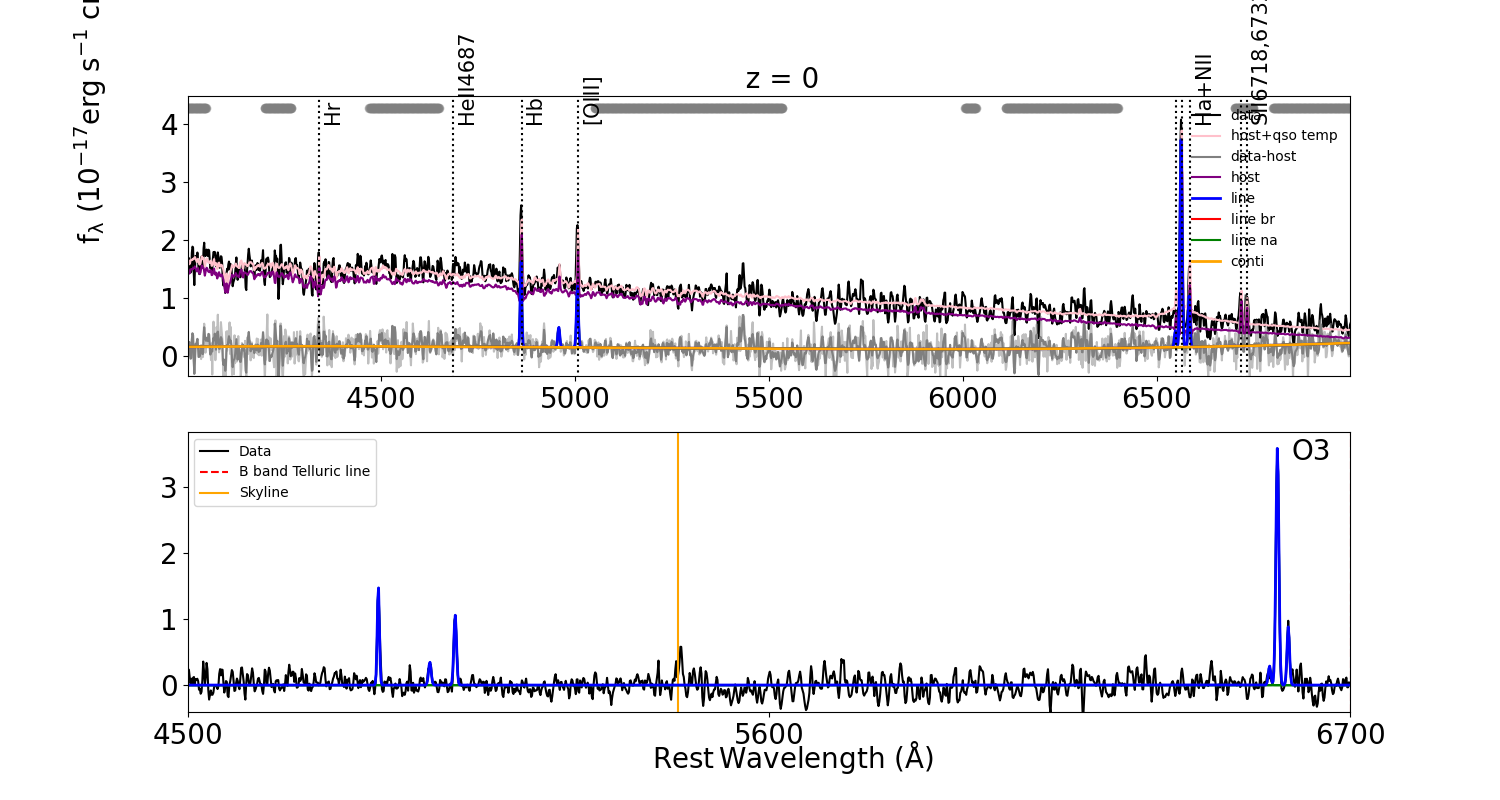 z = 0
f_λ (10^−17 erg s^−1 c
Hγ
HeII4687
Hb
[OIII]
Ha+NII
SII6718,673
data
host+qso temp
data-host
host
line
line br
line na
conti
4
3
2
1
0
4500 5000 5500 6000 6500
O3
Data
B band Telluric line
Skyline
3
2
1
0
4500 5600 6700
Rest Wavelength (Å)